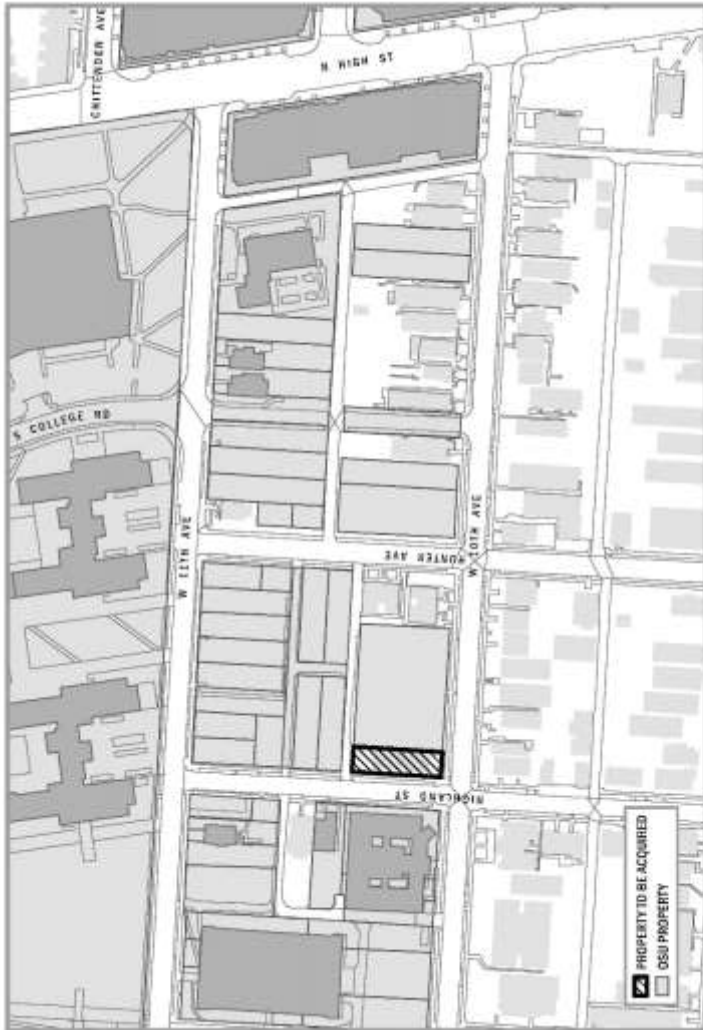 CHITTENDEN AVE
N HIGH ST
S COLLEGE RD
W 11TH AVE
HUNTER AVE
W 10TH AVE
HIGHLAND ST
PROPERTY TO BE ACQUIRED
OSU PROPERTY